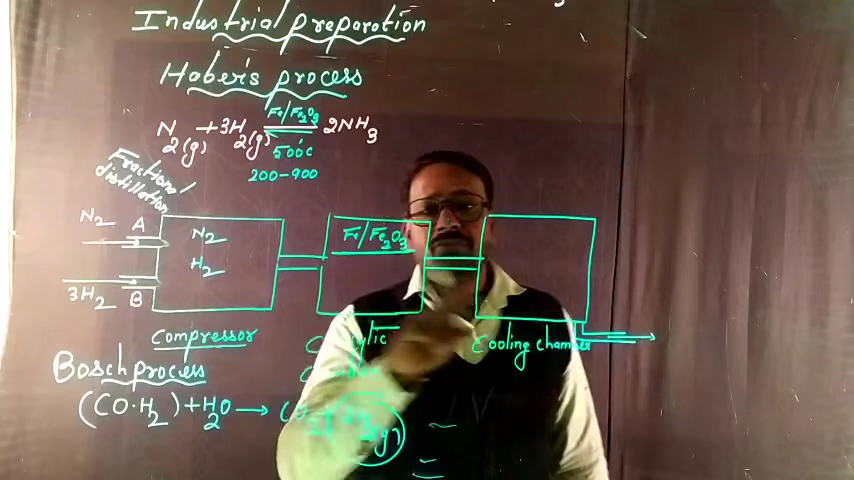 Industrial preparation
Haber's process
Fe/Fe2O3
N2(g) + 3H2(g) 2NH3
500°C
200-900
Fractional
distillation
N2 A
3H2 B
N2
H2
Fe/Fe2O3
compressor
Cooling chamber
Bosch process
(CO·H2) + H2O →